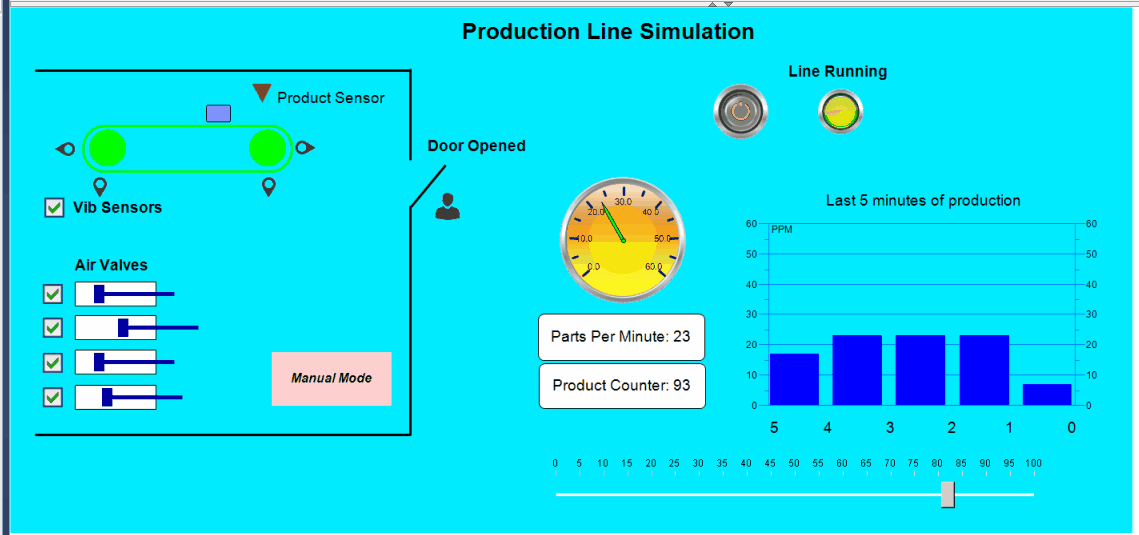 Production Line Simulation
Line Running
Product Sensor
Door Opened
Vib Sensors
Air Valves
Manual Mode
0.0
10.0
20.0
30.0
40.0
50.0
60.0
Parts Per Minute: 23
Product Counter: 93
Last 5 minutes of production
PPM
60 60
50 50
40 40
30 30
20 20
10 10
0 0
5 4 3 2 1 0
0 5 10 15 20 25 30 35 40 45 50 55 60 65 70 75 80 85 90 95 100